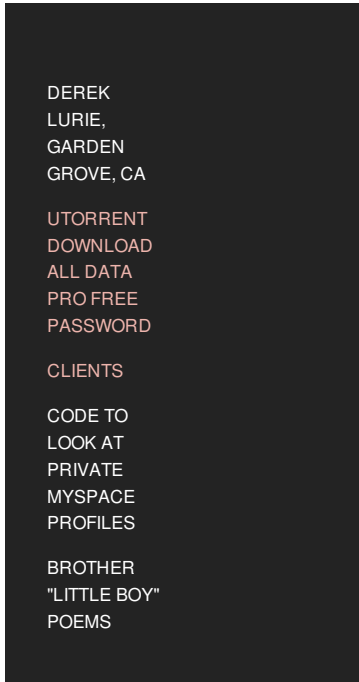 DEREK
LURIE,
GARDEN
GROVE, CA
UTORRENT
DOWNLOAD
ALL DATA
PRO FREE
PASSWORD
CLIENTS
CODE TO
LOOK AT
PRIVATE
MYSPACE
PROFILES
BROTHER
"LITTLE BOY"
POEMS